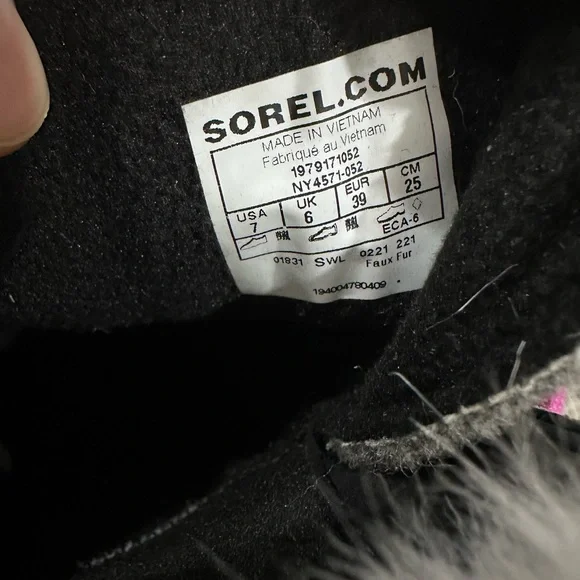 SOREL.COM
MADE IN VIETNAM
Fabriqué au Vietnam
1979171052
NY4571-052
USA UK EUR CM
7 6 39 25
ECA-6
01931 SWL 0221 221
Faux Fur
194004780409